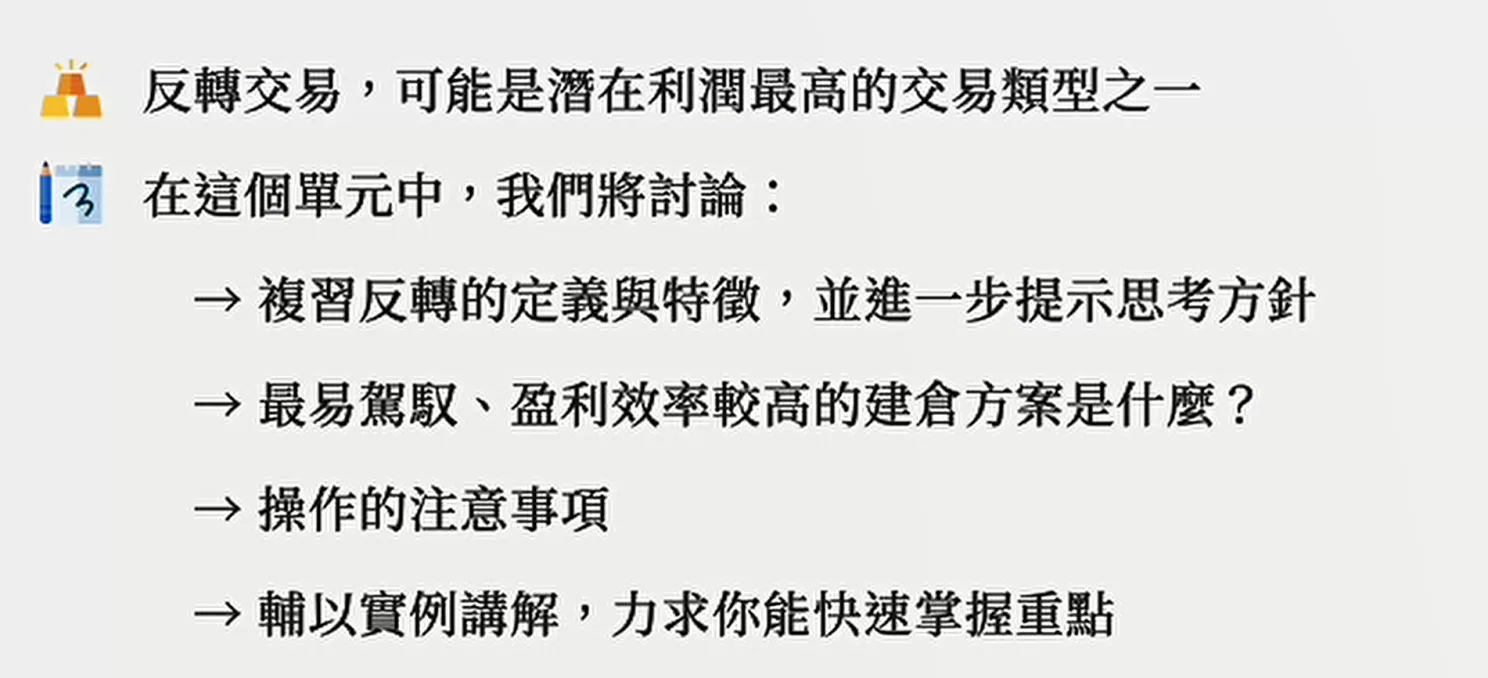 反轉交易，可能是潛在利潤最高的交易類型之一
在這個單元中，我們將討論：
→ 複習反轉的定義與特徵，並進一步提示思考方針
→ 最易駕馭、盈利效率較高的建倉方案是什麼？
→ 操作的注意事項
→ 輔以實例講解，力求你能快速掌握重點